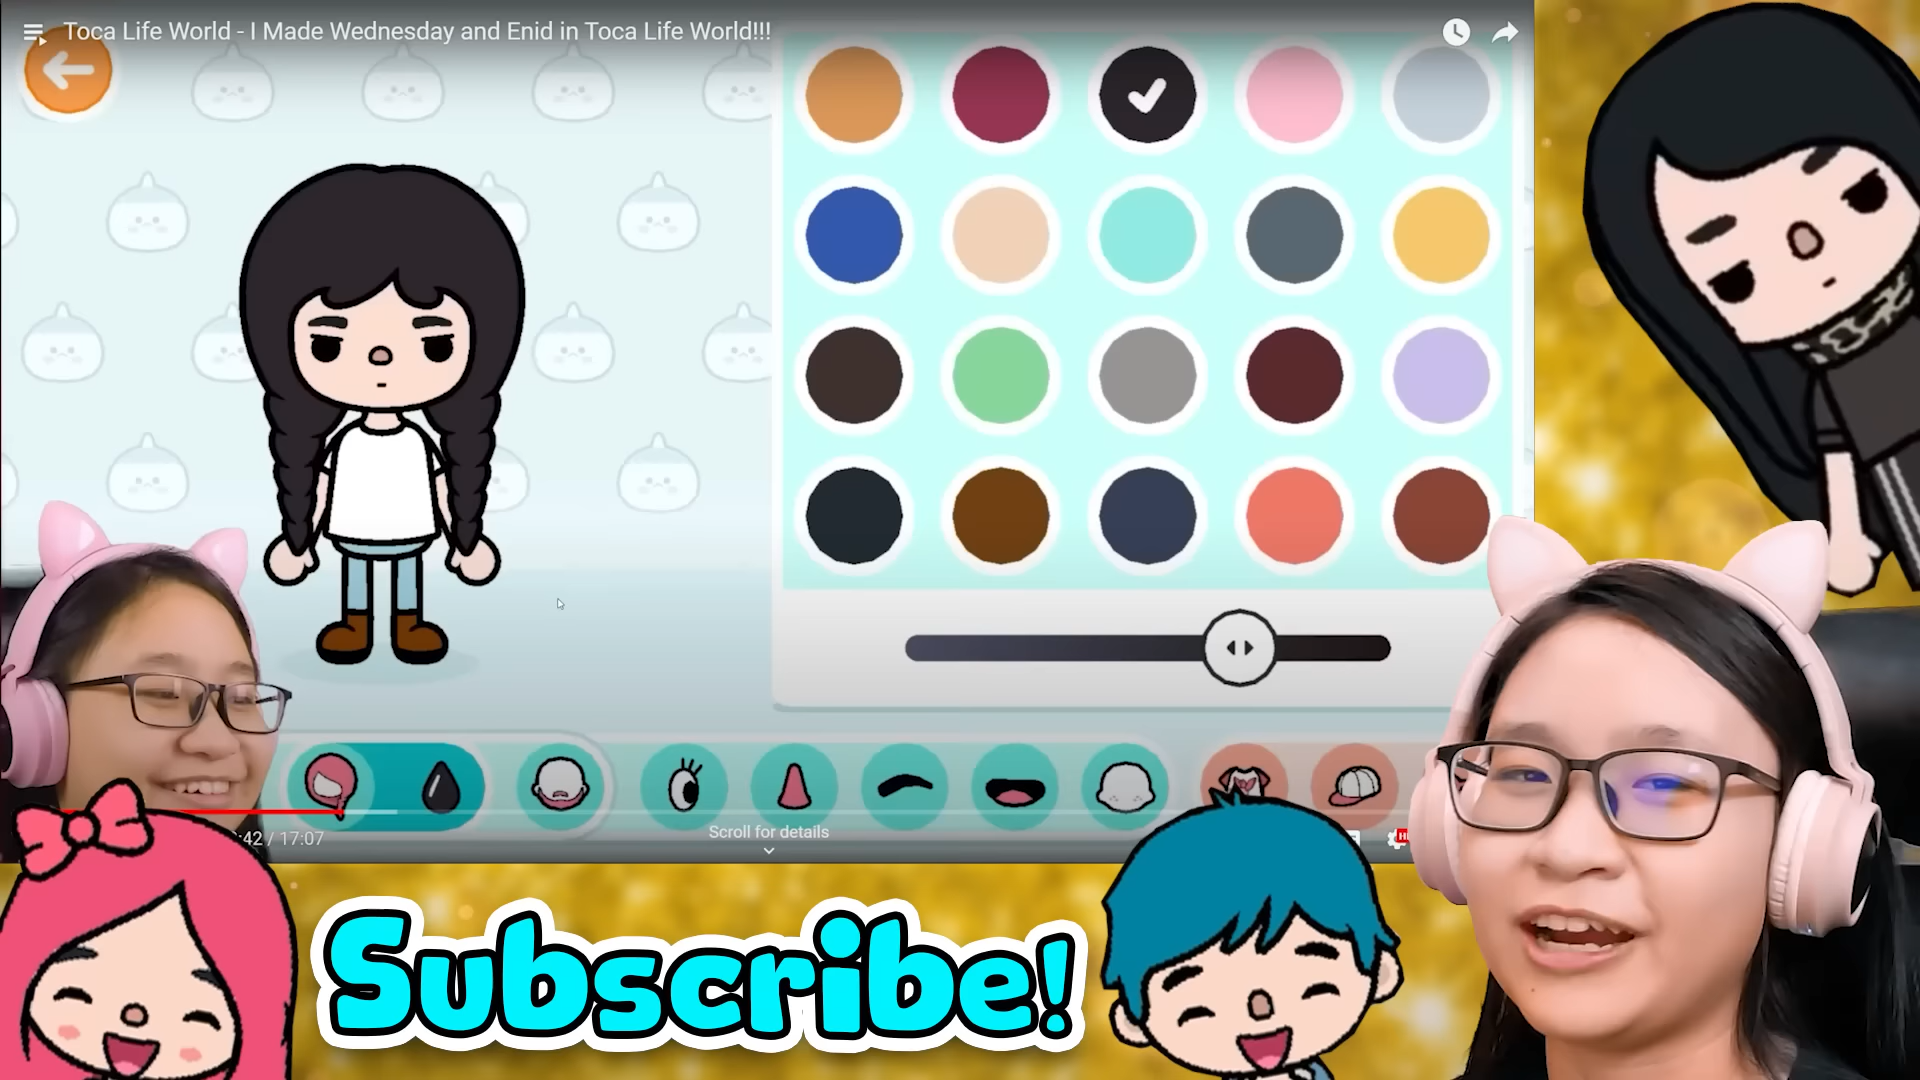 Toca Life World - I Made Wednesday and Enid in Toca Life World!!!
:42 / 17:07
Scroll for details
Subscribe!